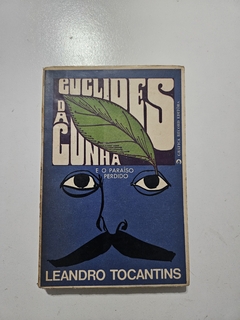 EUCLIDES
DA
CUNHA
E O PARAÍSO
PERDIDO
LEANDRO TOCANTINS